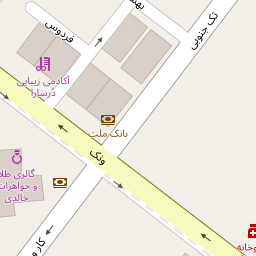 تک جنوبی
فردوس
آکادمی زیبایی
دُرسارا
بانک ملت
ونک
گالری طلا
و جواهرات
خالدی